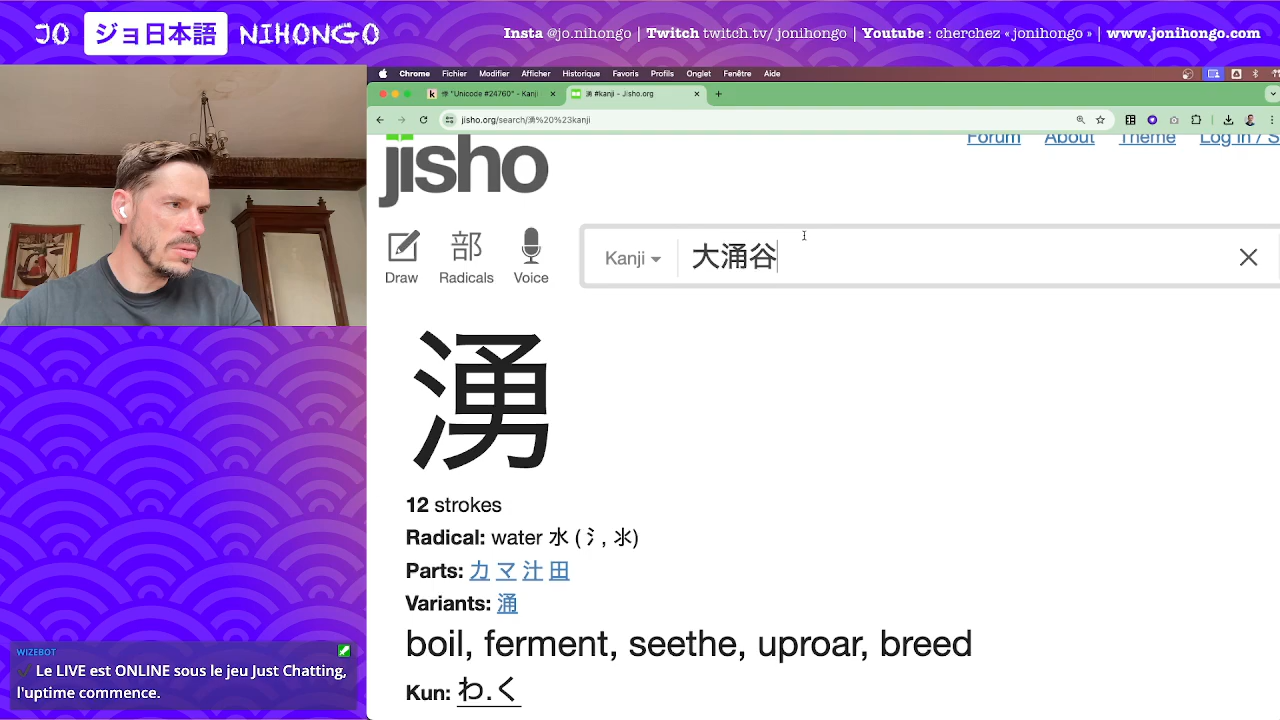 JO ジョ日本語 NIHONGO
Insta @jo.nihongo | Twitch twitch.tv/jonihongo | Youtube : cherchez « jonihongo » | www.jonihongo.com
Chrome Fichier Modifier Afficher Historique Favoris Profils Onglet Fenêtre Aide
"Unicode #24760" - Kanji
湧 #kanji - Jisho.org
jisho.org/search/湧%20%23kanji
jisho
Forum About Theme Log in / S
Draw
部 Radicals
Voice
Kanji
大涌谷
湧
12 strokes
Radical: water 水 (氵, 氺)
Parts: 力 マ 汁 田
Variants: 涌
boil, ferment, seethe, uproar, breed
Kun: わ.く
WIZEBOT
Le LIVE est ONLINE sous le jeu Just Chatting,
l'uptime commence.